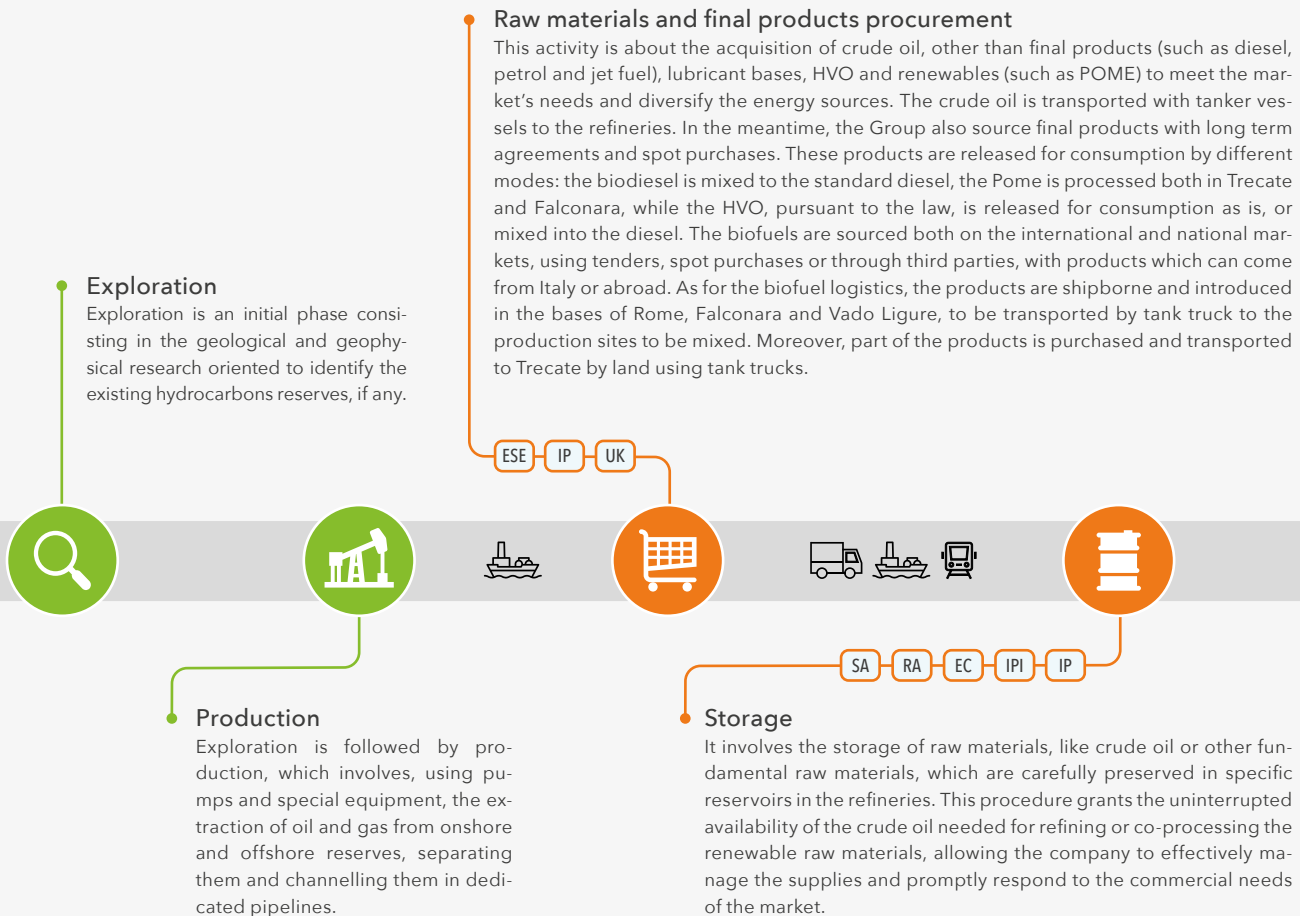 Raw materials and final products procurement
This activity is about the acquisition of crude oil, other than final products (such as diesel,
petrol and jet fuel), lubricant bases, HVO and renewables (such as POME) to meet the mar-
ket's needs and diversify the energy sources. The crude oil is transported with tanker ves-
sels to the refineries. In the meantime, the Group also source final products with long term
agreements and spot purchases. These products are released for consumption by different
modes: the biodiesel is mixed to the standard diesel, the Pome is processed both in Trecate
and Falconara, while the HVO, pursuant to the law, is released for consumption as is, or
mixed into the diesel. The biofuels are sourced both on the international and national mar-
kets, using tenders, spot purchases or through third parties, with products which can come
from Italy or abroad. As for the biofuel logistics, the products are shipborne and introduced
in the bases of Rome, Falconara and Vado Ligure, to be transported by tank truck to the
production sites to be mixed. Moreover, part of the products is purchased and transported
to Trecate by land using tank trucks.
Exploration
Exploration is an initial phase consi-
sting in the geological and geophy-
sical research oriented to identify the
existing hydrocarbons reserves, if any.
ESE IP UK
SA RA EC IPI IP
Production
Exploration is followed by pro-
duction, which involves, using pu-
mps and special equipment, the ex-
traction of oil and gas from onshore
and offshore reserves, separating
them and channelling them in dedi-
cated pipelines.
Storage
It involves the storage of raw materials, like crude oil or other fun-
damental raw materials, which are carefully preserved in specific
reservoirs in the refineries. This procedure grants the uninterrupted
availability of the crude oil needed for refining or co-processing the
renewable raw materials, allowing the company to effectively ma-
nage the supplies and promptly respond to the commercial needs
of the market.